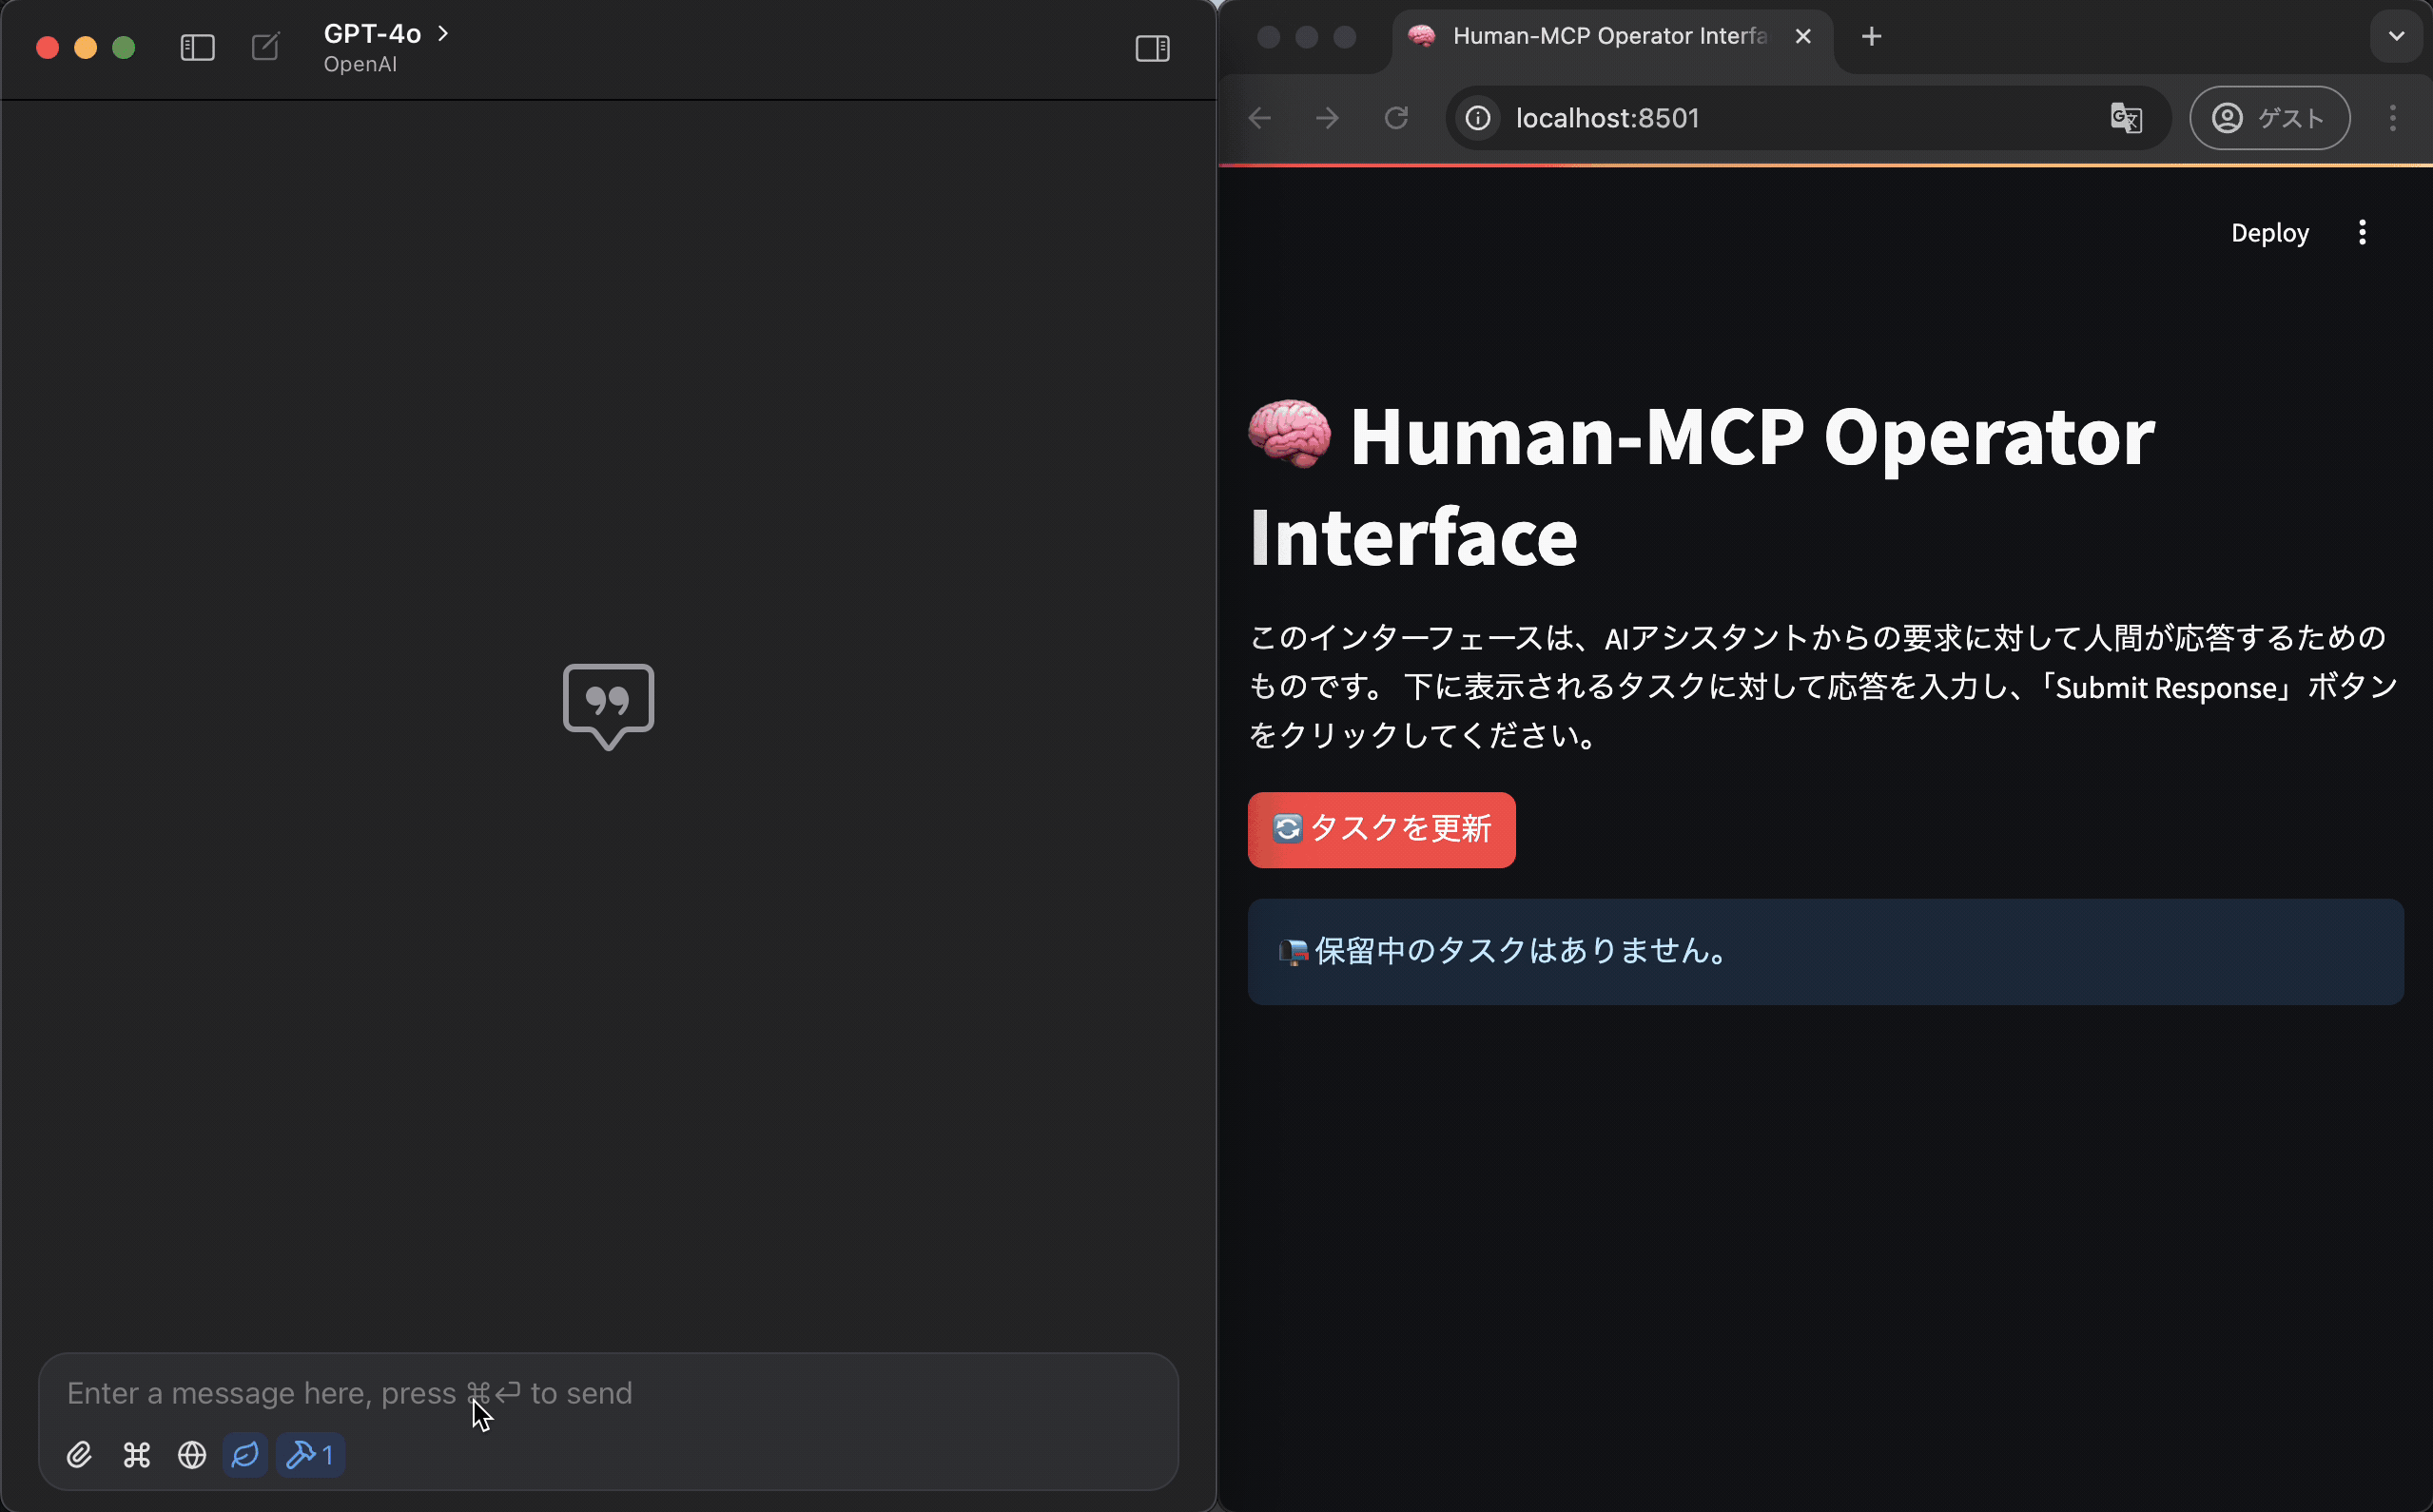 GPT-4o
OpenAI
Enter a message here, press ⌘⏎ to send
1
Human-MCP Operator Interfa
localhost:8501
ゲスト
Deploy
🧠 Human-MCP Operator
Interface
このインターフェースは、AIアシスタントからの要求に対して人間が応答するための
ものです。 下に表示されるタスクに対して応答を入力し、「Submit Response」ボタン
をクリックしてください。
🔄 タスクを更新
📭 保留中のタスクはありません。